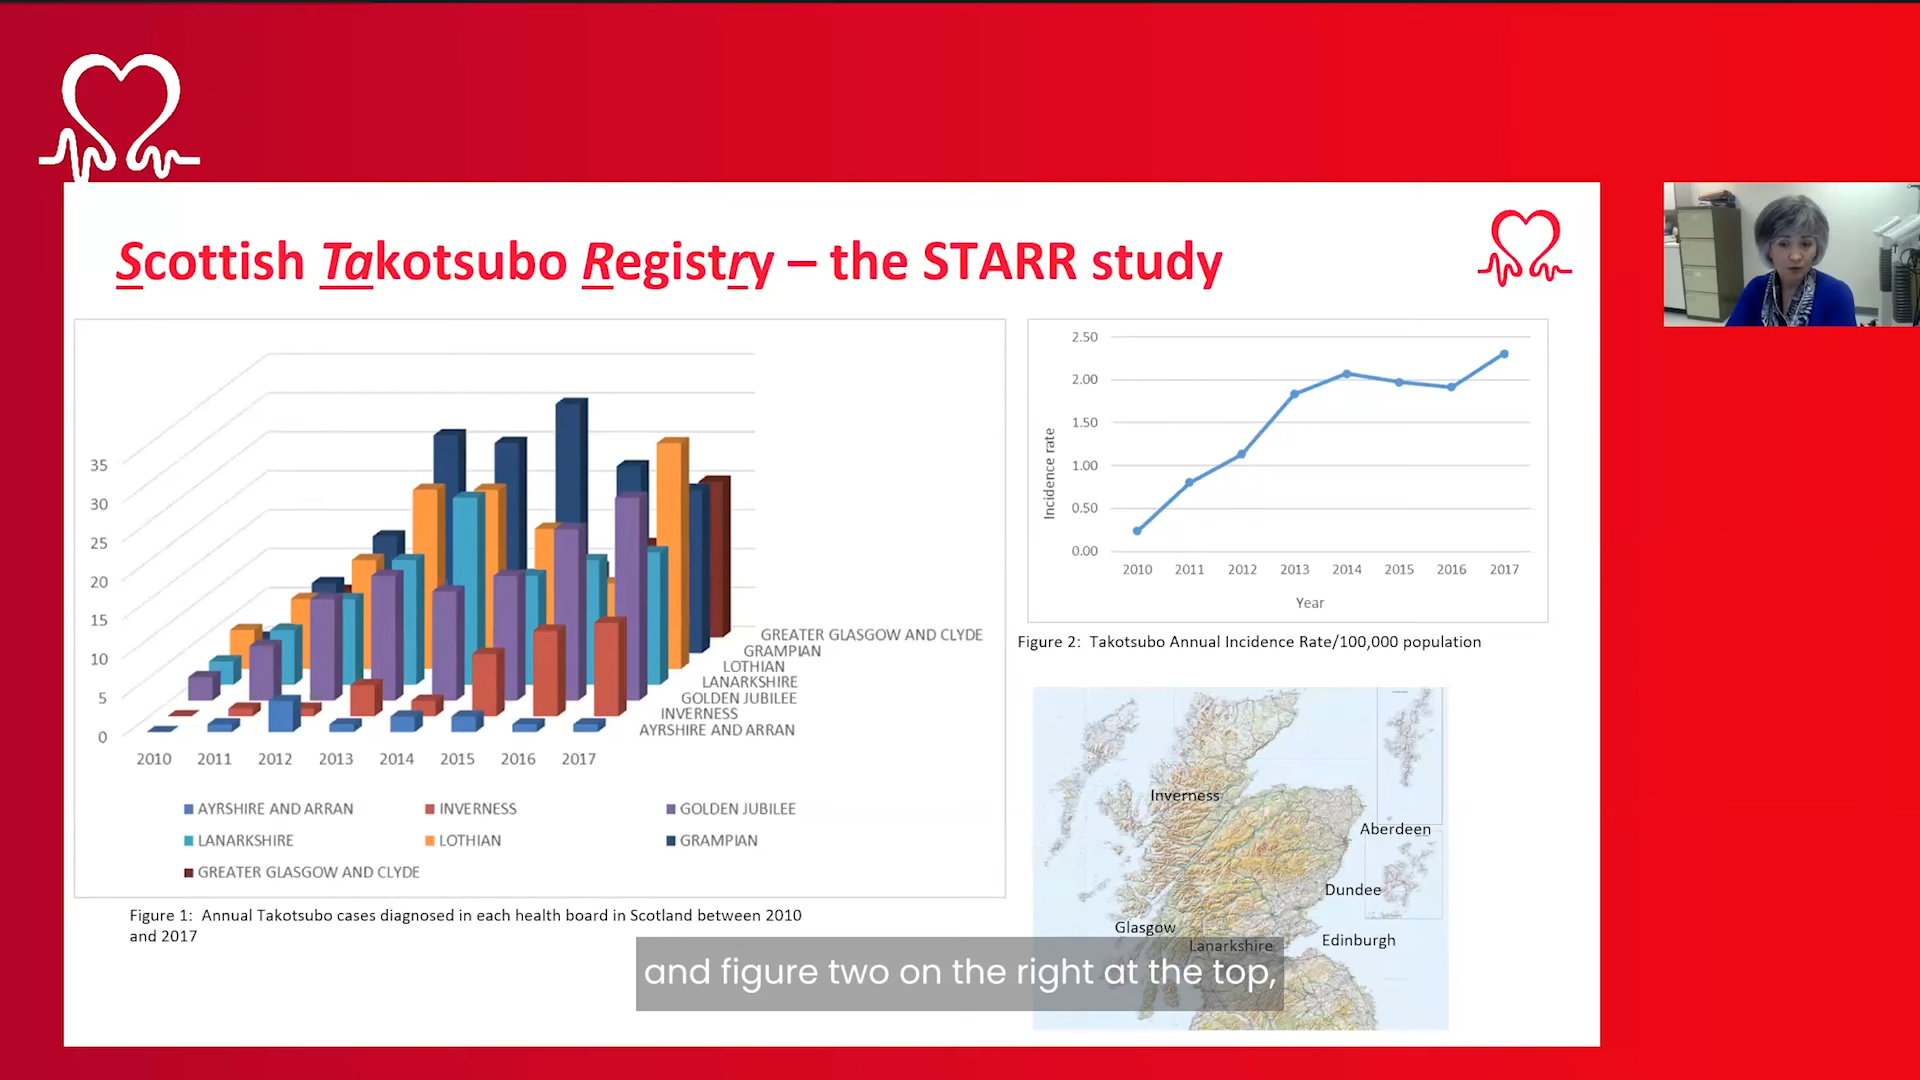 Scottish Takotsubo Registry – the STARR study
35
30
25
20
15
10
5
0
2010 2011 2012 2013 2014 2015 2016 2017
GREATER GLASGOW AND CLYDE
GRAMPIAN
LOTHIAN
LANARKSHIRE
GOLDEN JUBILEE
INVERNESS
AYRSHIRE AND ARRAN
AYRSHIRE AND ARRAN INVERNESS GOLDEN JUBILEE
LANARKSHIRE LOTHIAN GRAMPIAN
GREATER GLASGOW AND CLYDE
Figure 1: Annual Takotsubo cases diagnosed in each health board in Scotland between 2010
and 2017
2.50
2.00
1.50
1.00
0.50
0.00
Incidence rate
2010 2011 2012 2013 2014 2015 2016 2017
Year
Figure 2: Takotsubo Annual Incidence Rate/100,000 population
Inverness
Aberdeen
Dundee
Glasgow
Edinburgh
Lanarkshire
and figure two on the right at the top,